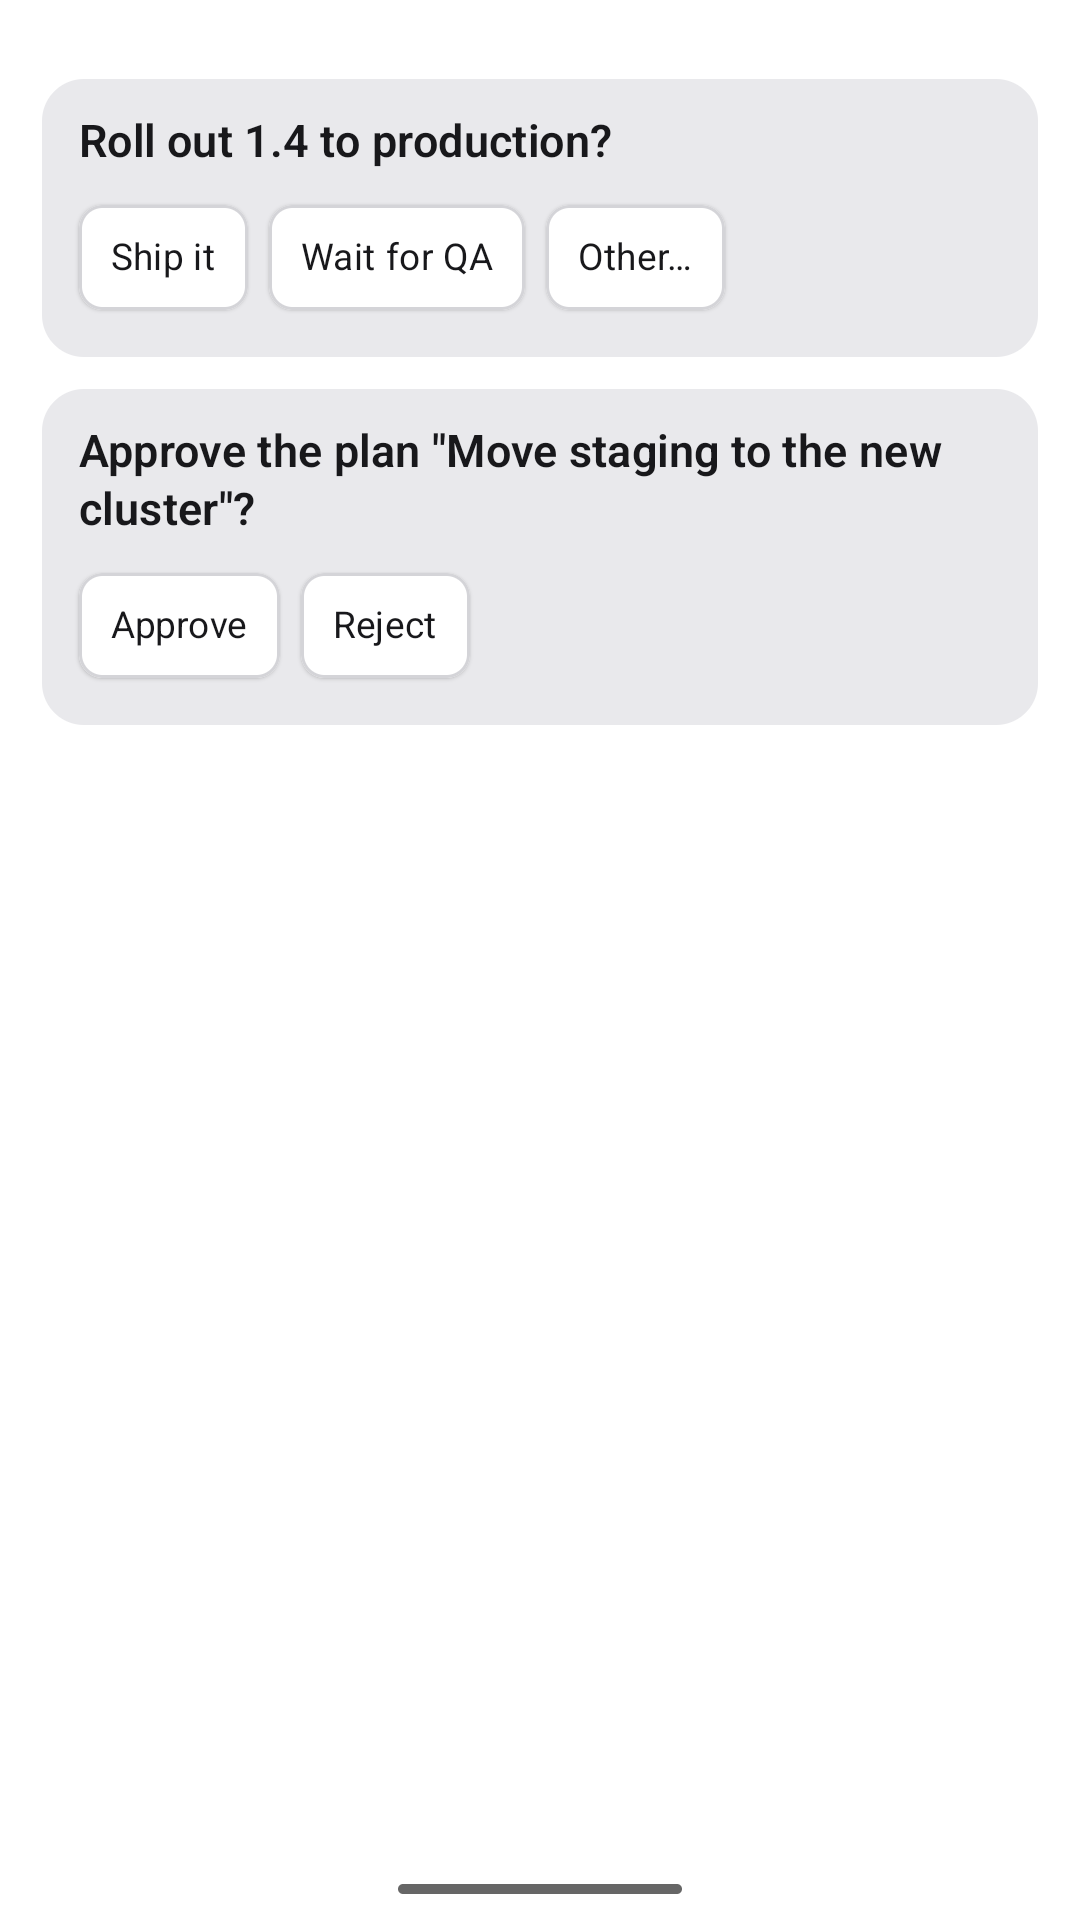 Roll out 1.4 to production?
Ship it Wait for QA Other...
Approve the plan "Move staging to the new
cluster"?
Approve Reject